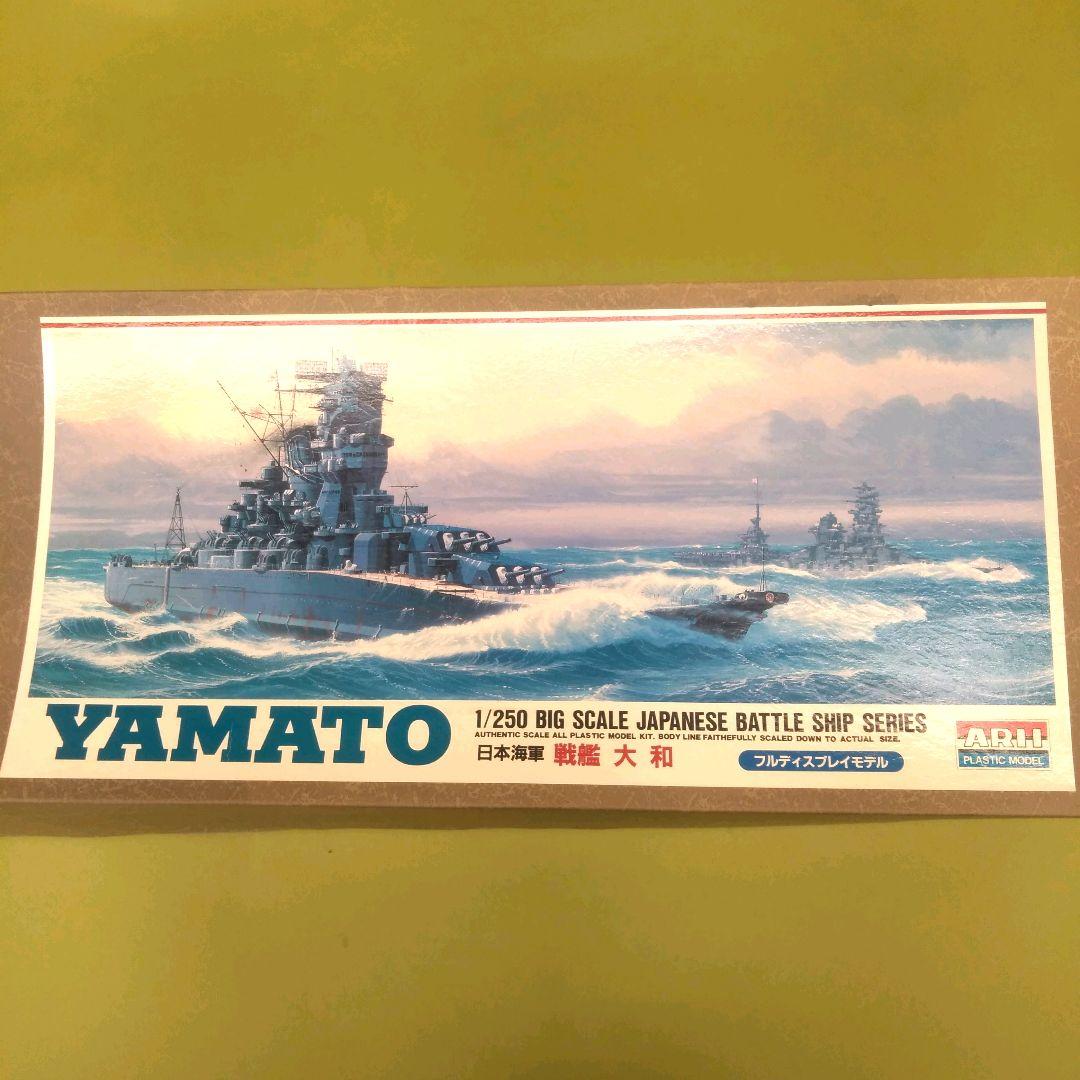 YAMATO
1/250 BIG SCALE JAPANESE BATTLE SHIP SERIES
AUTHENTIC SCALE ALL PLASTIC MODEL KIT. BODY LINE FAITHEFULLY SCALED DOWN TO ACTUAL SIZE.
日本海軍 戦艦 大和
フルディスプレイモデル
ARII
PLASTIC MODEL